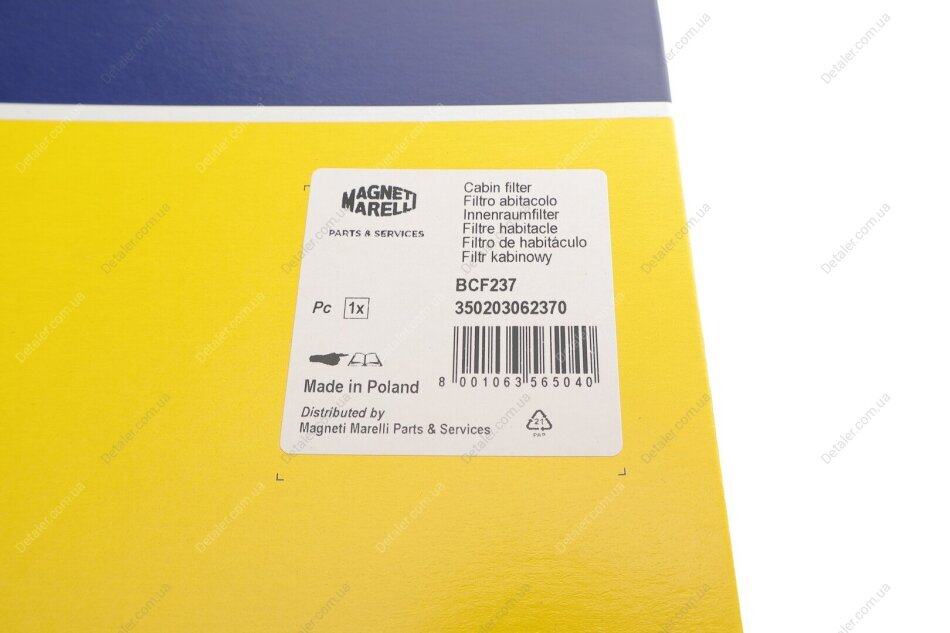 MAGNETI
MARELLI
PARTS & SERVICES
Cabin filter
Filtro abitacolo
Innenraumfilter
Filtre habitacle
Filtro de habitáculo
Filtr kabinowy
BCF237
350203062370
Pc 1x
8 001063 565040
Made in Poland
Distributed by
Magneti Marelli Parts & Services
21
PAP
Detaler.com.ua